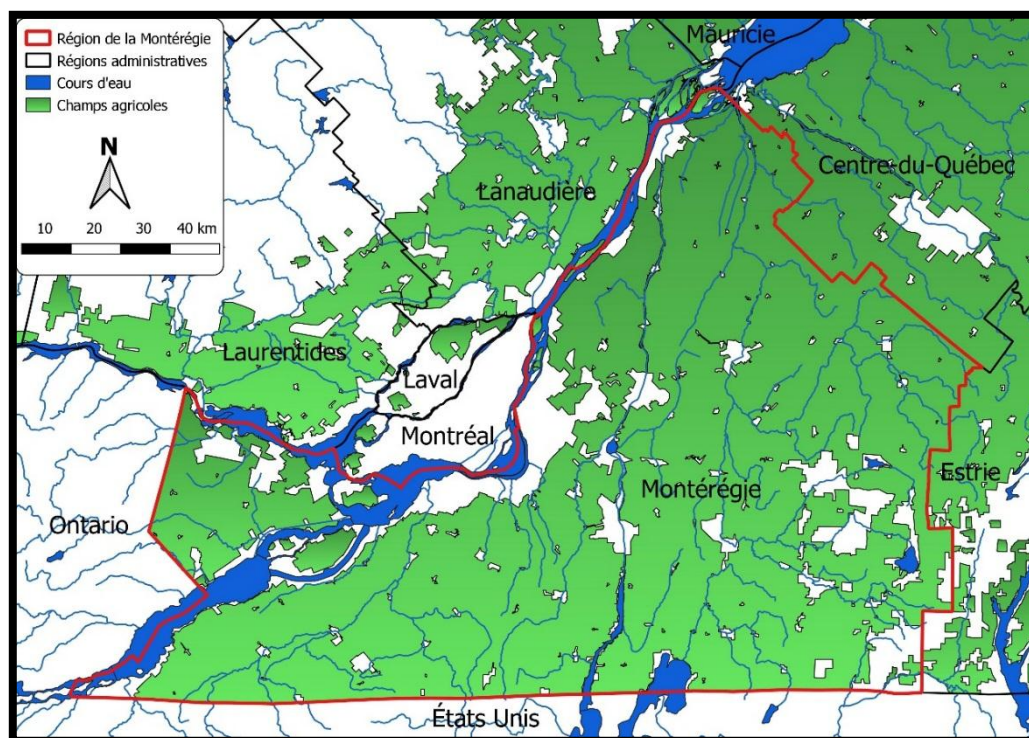 Région de la Montérégie
Régions administratives
Cours d'eau
Champs agricoles
N
10 20 30 40 km
Mauricie
Centre-du-Québec
Lanaudière
Laurentides
Laval
Montréal
Montérégie
Estrie
Ontario
États Unis